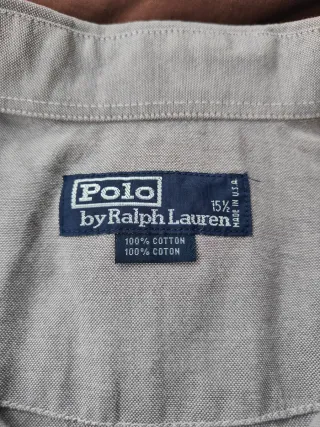 Polo
by Ralph Lauren
15½
MADE IN U.S.A.
100% COTTON
100% COTON